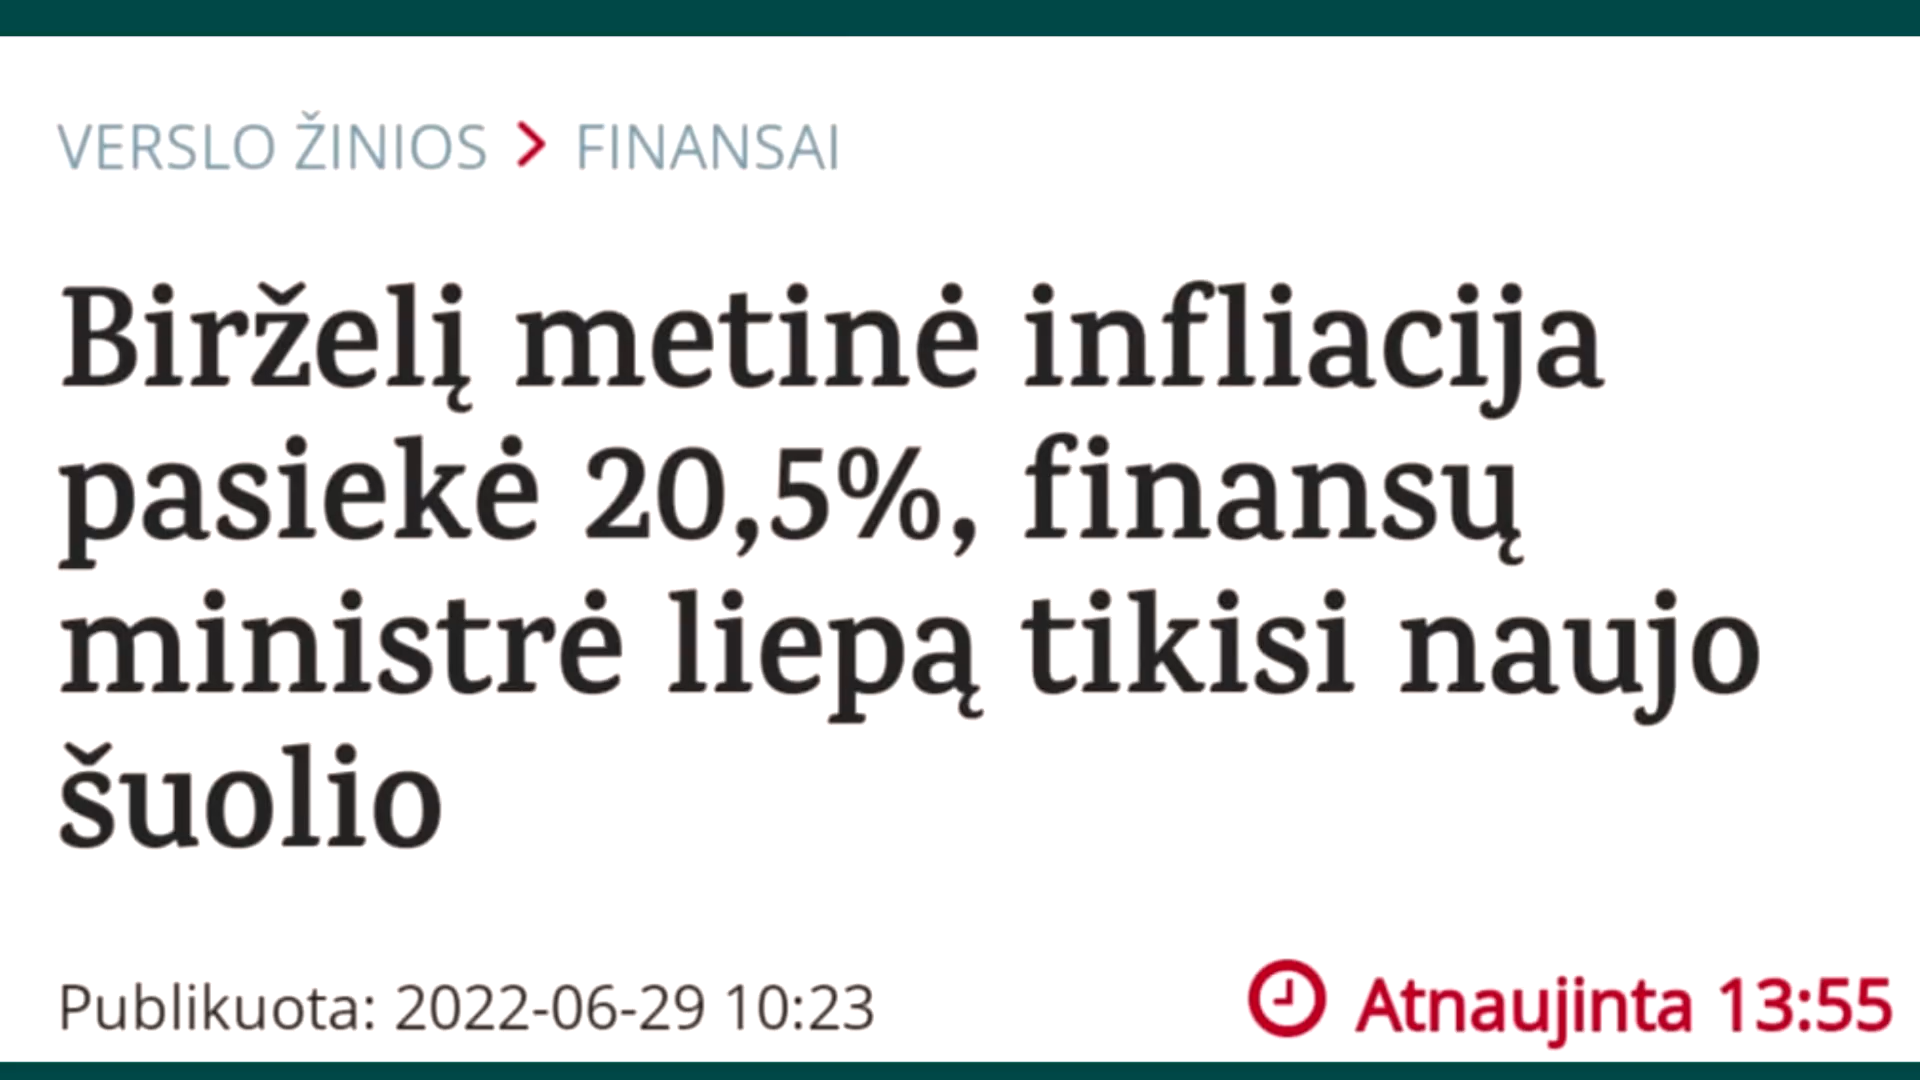 VERSLO ŽINIOS > FINANSAI
Birželį metinė infliacija
pasiekė 20,5%, finansų
ministrė liepą tikisi naujo
šuolio
Publikuota: 2022-06-29 10:23
Atnaujinta 13:55